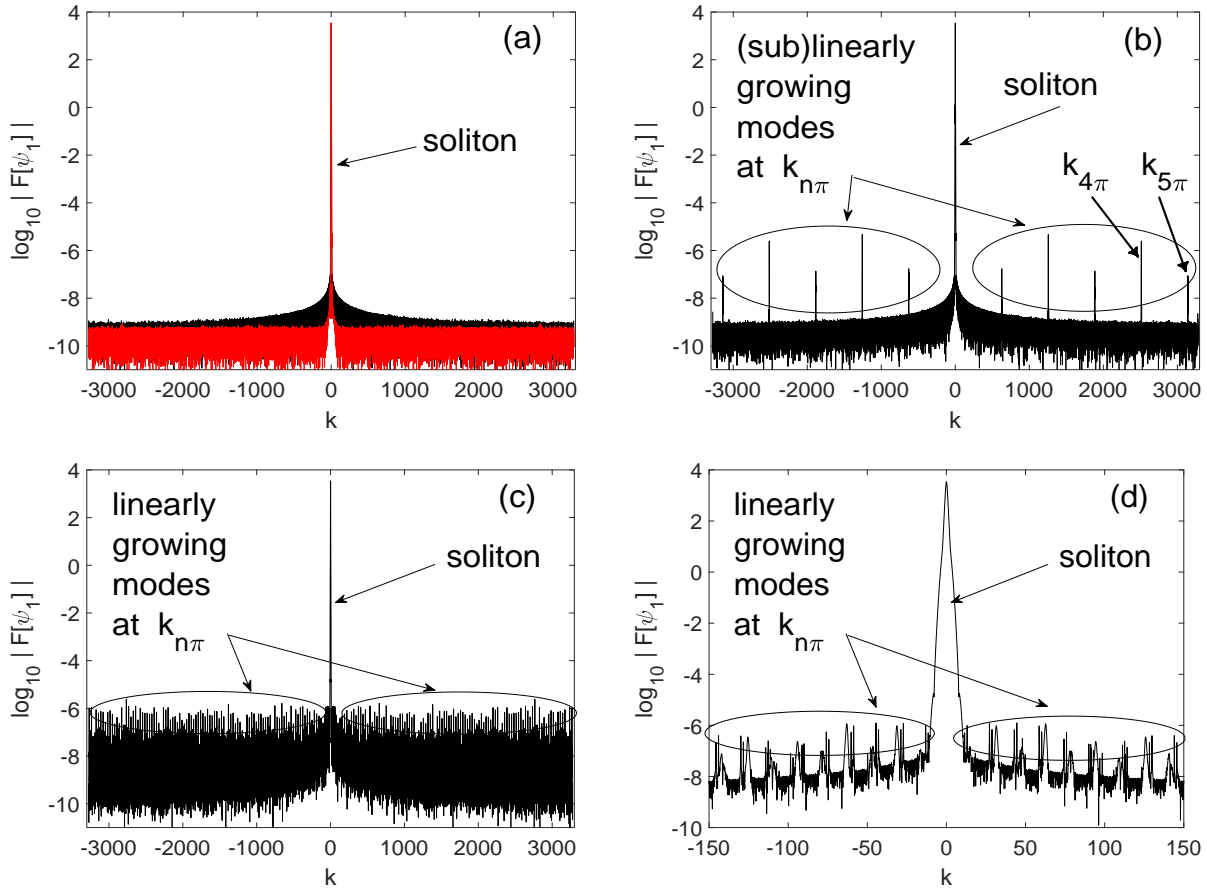 (a)
soliton
log10 | F[ψ1] |
4
2
0
-2
-4
-6
-8
-10
-3000 -2000 -1000 0 1000 2000 3000
k
(b)
(sub)linearly
growing
modes
at knπ
soliton
k4π
k5π
log10 | F[ψ1] |
4
2
0
-2
-4
-6
-8
-10
-3000 -2000 -1000 0 1000 2000 3000
k
(c)
linearly
growing
modes
at knπ
soliton
log10 | F[ψ1] |
4
2
0
-2
-4
-6
-8
-10
-3000 -2000 -1000 0 1000 2000 3000
k
(d)
linearly
growing
modes
at knπ
soliton
log10 | F[ψ1] |
4
2
0
-2
-4
-6
-8
-10
-150 -100 -50 0 50 100 150
k